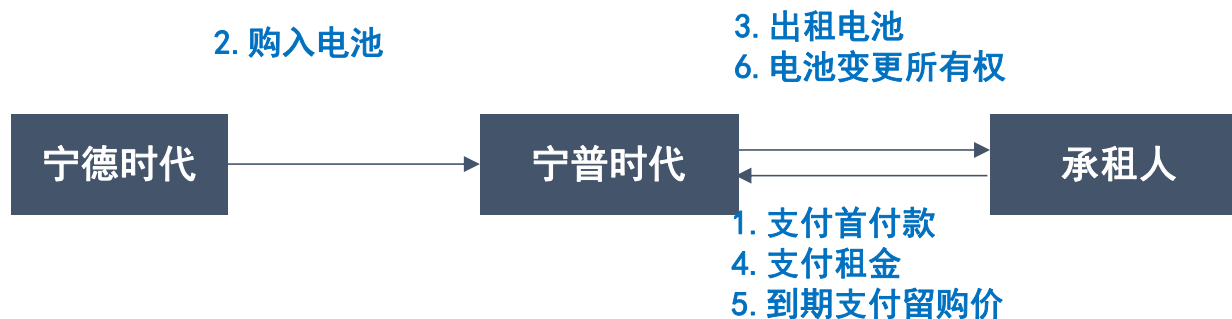 2.购入电池
3.出租电池
6.电池变更所有权
宁德时代
宁普时代
承租人
1.支付首付款
4.支付租金
5.到期支付留购价